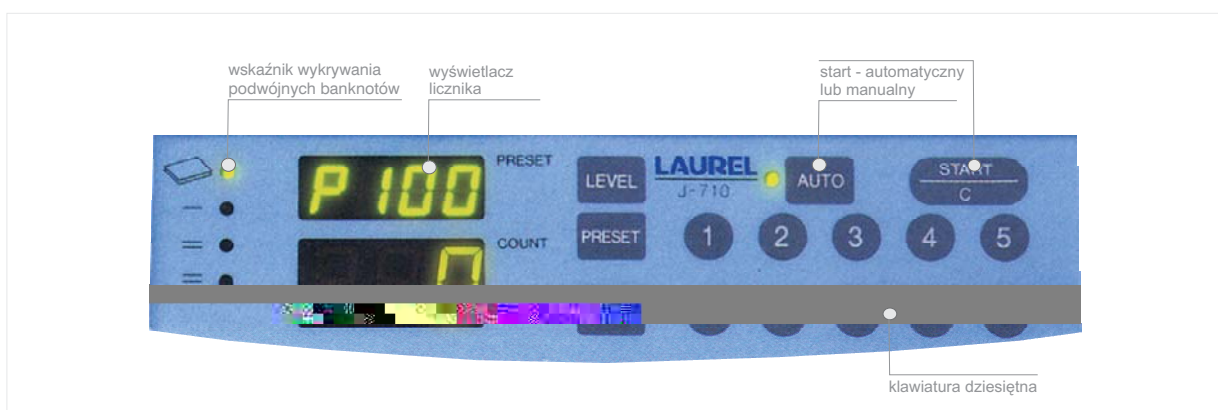 wskaźnik wykrywania
podwójnych banknotów
wyświetlacz
licznika
start - automatyczny
lub manualny
P100
PRESET
LEVEL
LAUREL
J-710
AUTO
START
C
COUNT
0
PRESET
1 2 3 4 5
klawiatura dziesiętna